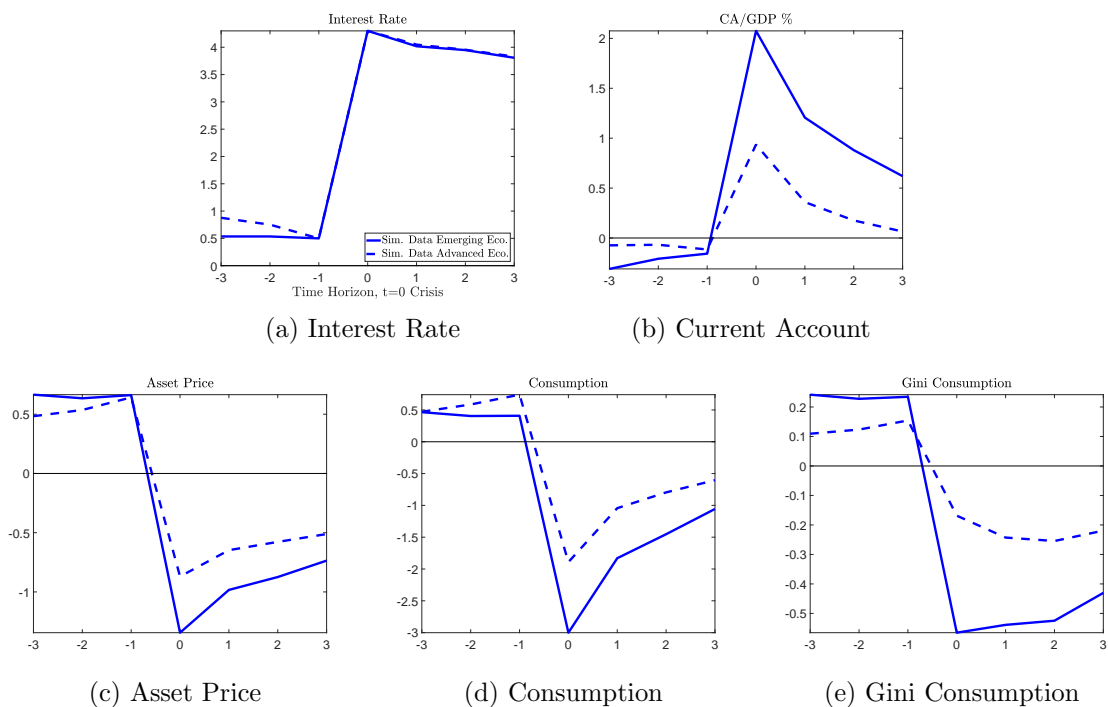 Interest Rate
4
3.5
3
2.5
2
1.5
1
0.5
0
Sim. Data Emerging Eco.
Sim. Data Advanced Eco.
-3 -2 -1 0 1 2 3
Time Horizon, t=0 Crisis
(a) Interest Rate
CA/GDP %
2
1.5
1
0.5
0
-3 -2 -1 0 1 2 3
(b) Current Account
Asset Price
0.5
0
-0.5
-1
-3 -2 -1 0 1 2 3
(c) Asset Price
Consumption
0.5
0
-0.5
-1
-1.5
-2
-2.5
-3
-3 -2 -1 0 1 2 3
(d) Consumption
Gini Consumption
0.2
0.1
0
-0.1
-0.2
-0.3
-0.4
-0.5
-3 -2 -1 0 1 2 3
(e) Gini Consumption